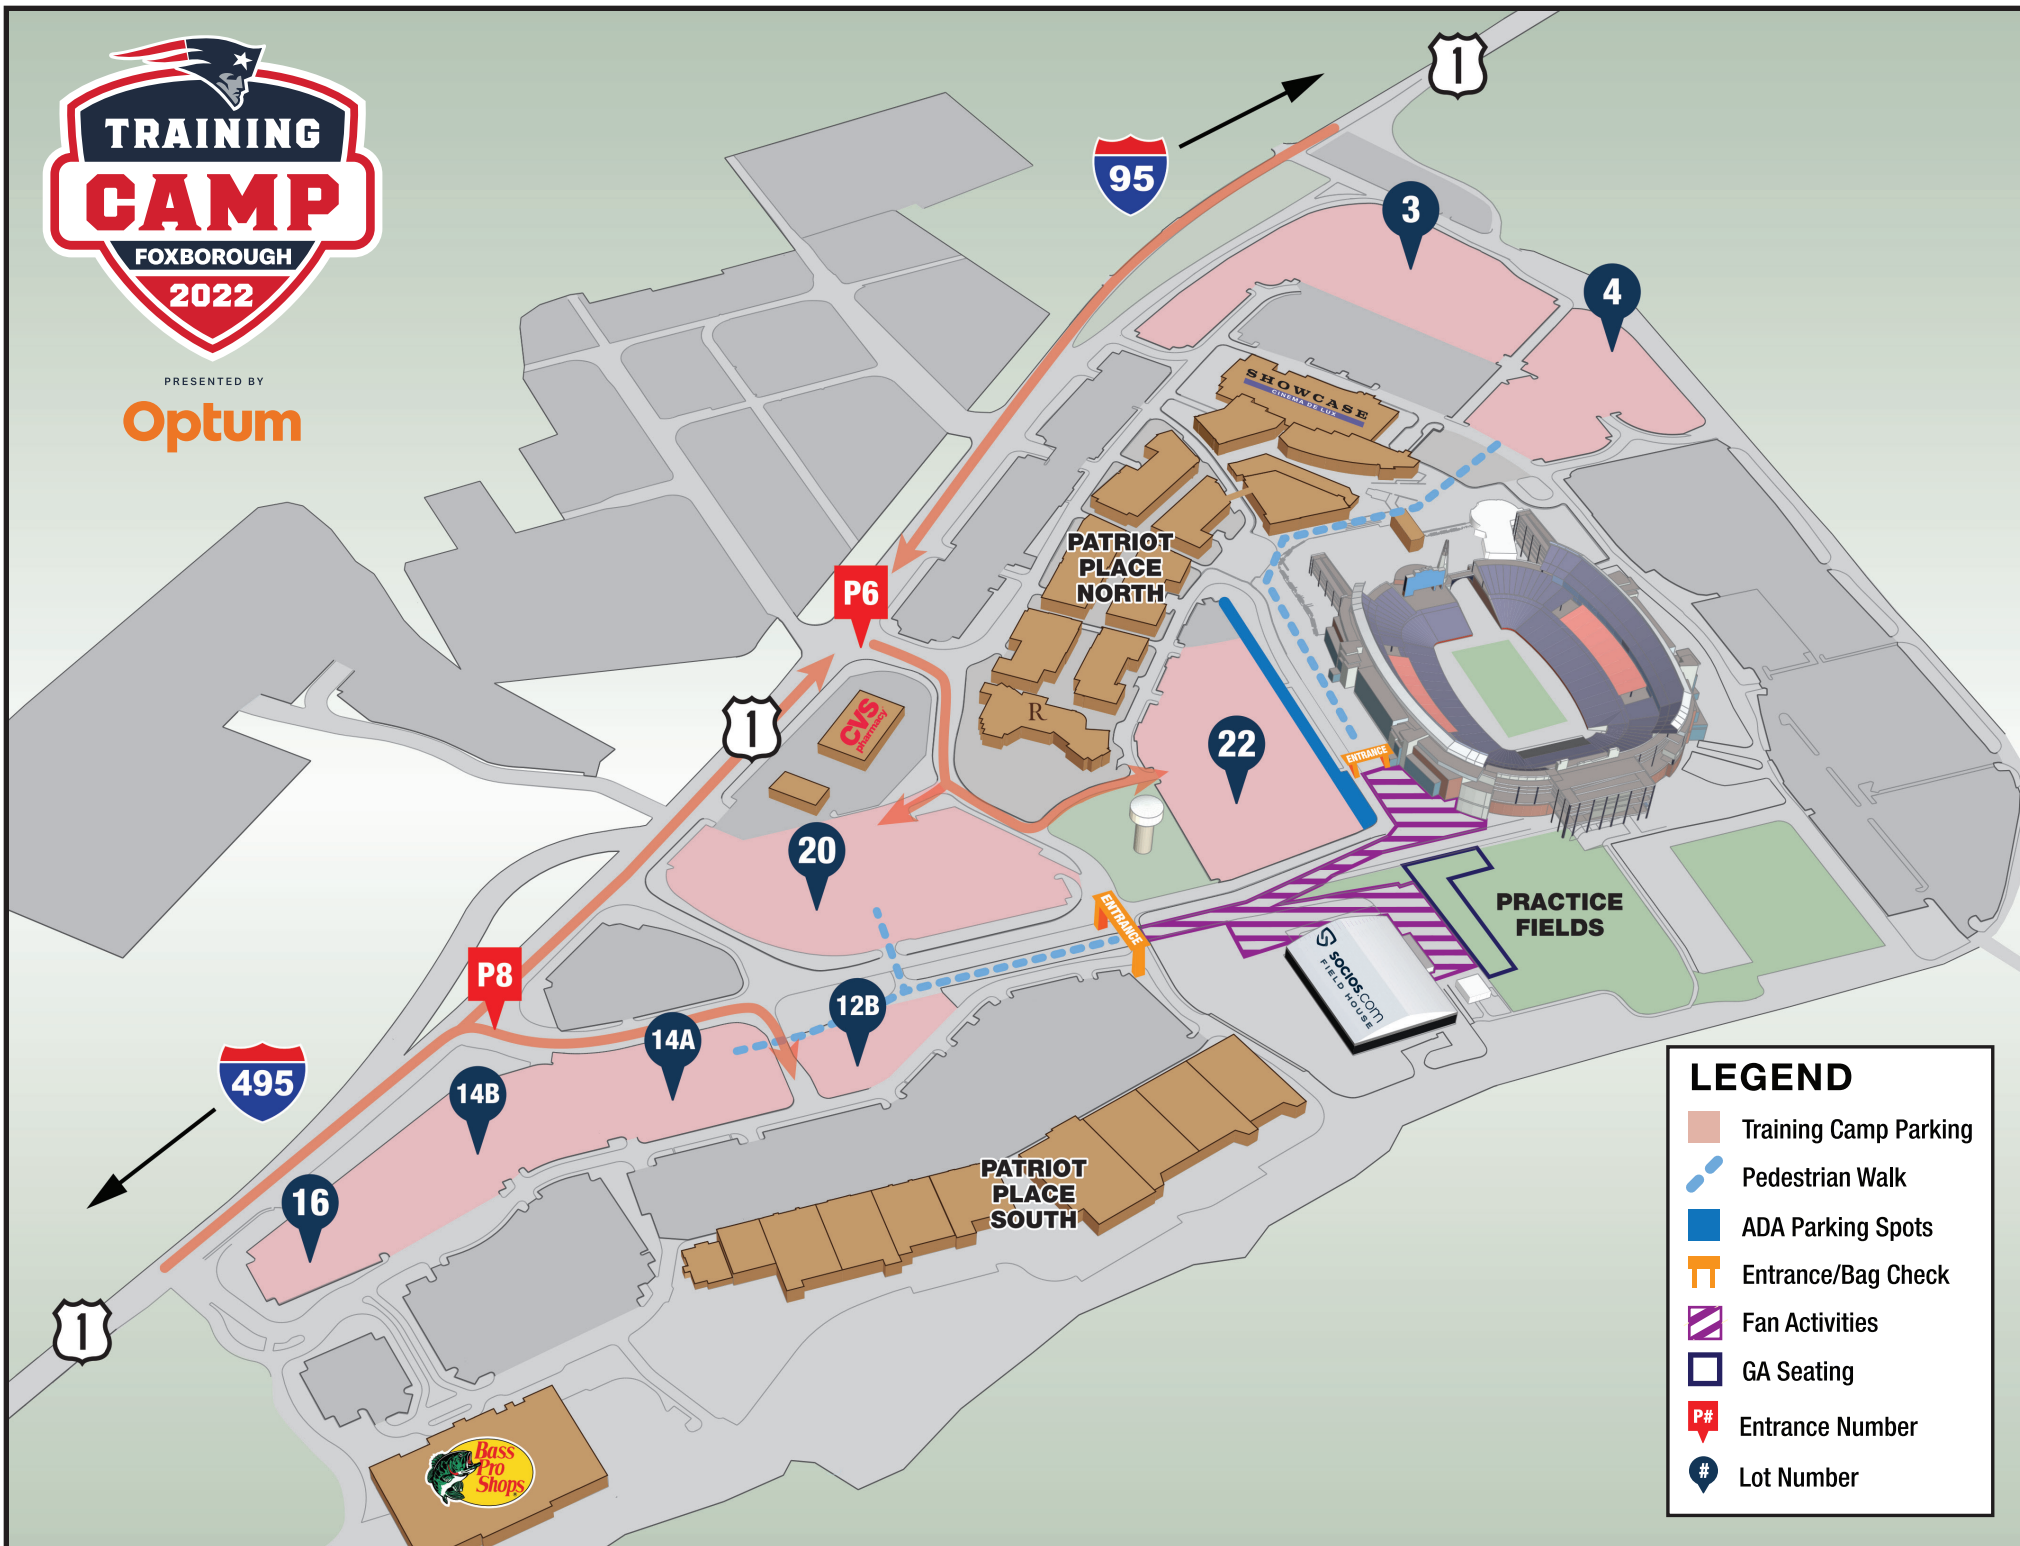 TRAINING
CAMP
FOXBOROUGH
2022
PRESENTED BY
Optum
1
95
3
4
SHOWCASE
CINEMA DE LUX
PATRIOT
PLACE
NORTH
P6
R
1
CVS
pharmacy
22
ENTRANCE
20
ENTRANCE
PRACTICE
FIELDS
SOCIOS.COM
FIELD HOUSE
P8
12B
14A
14B
495
16
PATRIOT
PLACE
SOUTH
1
Bass
Pro
Shops
LEGEND
Training Camp Parking
Pedestrian Walk
ADA Parking Spots
Entrance/Bag Check
Fan Activities
GA Seating
P# Entrance Number
# Lot Number